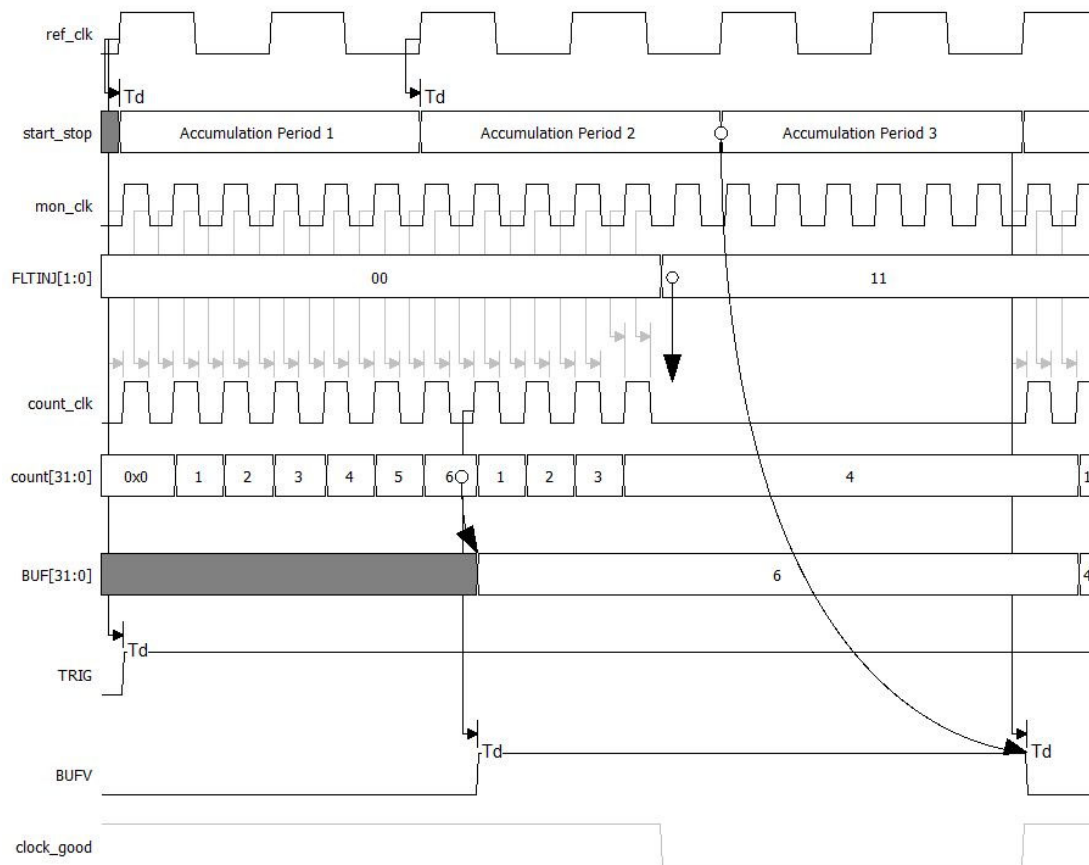 ref_clk
Td Td
start_stop Accumulation Period 1 Accumulation Period 2 Accumulation Period 3
mon_clk
FLTINJ[1:0] 00 11
count_clk
count[31:0] 0x0 1 2 3 4 5 6 1 2 3 4 1
BUF[31:0] 6 4
Td
TRIG
Td Td
BUFV
clock_good